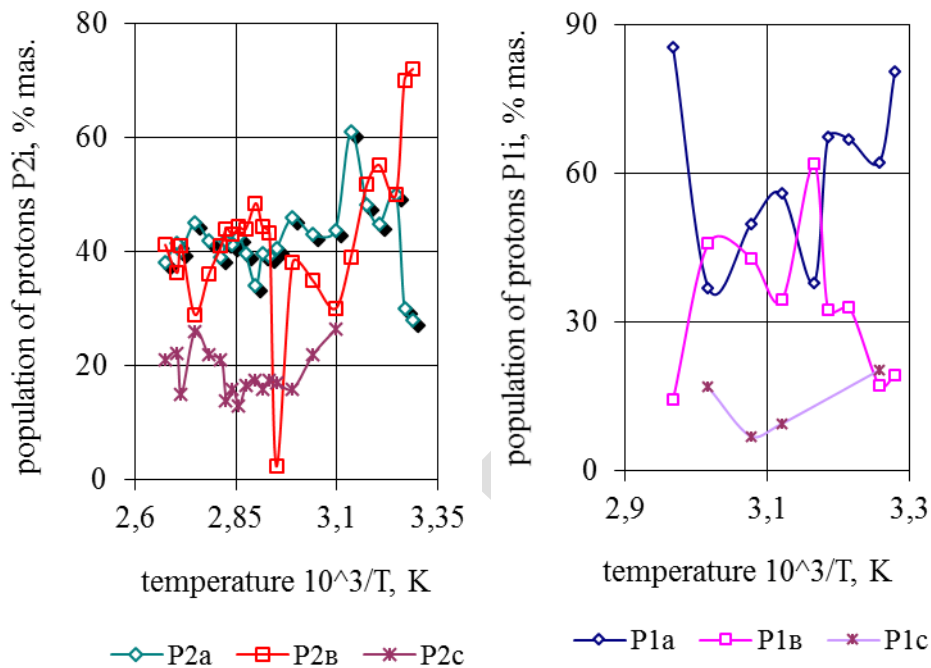 population of protons P2i, % mas.
80
60
40
20
0
2,6
2,85
3,1
3,35
temperature 10^3/T, K
P2a
P2в
P2c
population of protons P1i, % mas.
90
60
30
0
2,9
3,1
3,3
temperature 10^3/T, K
P1a
P1в
P1c